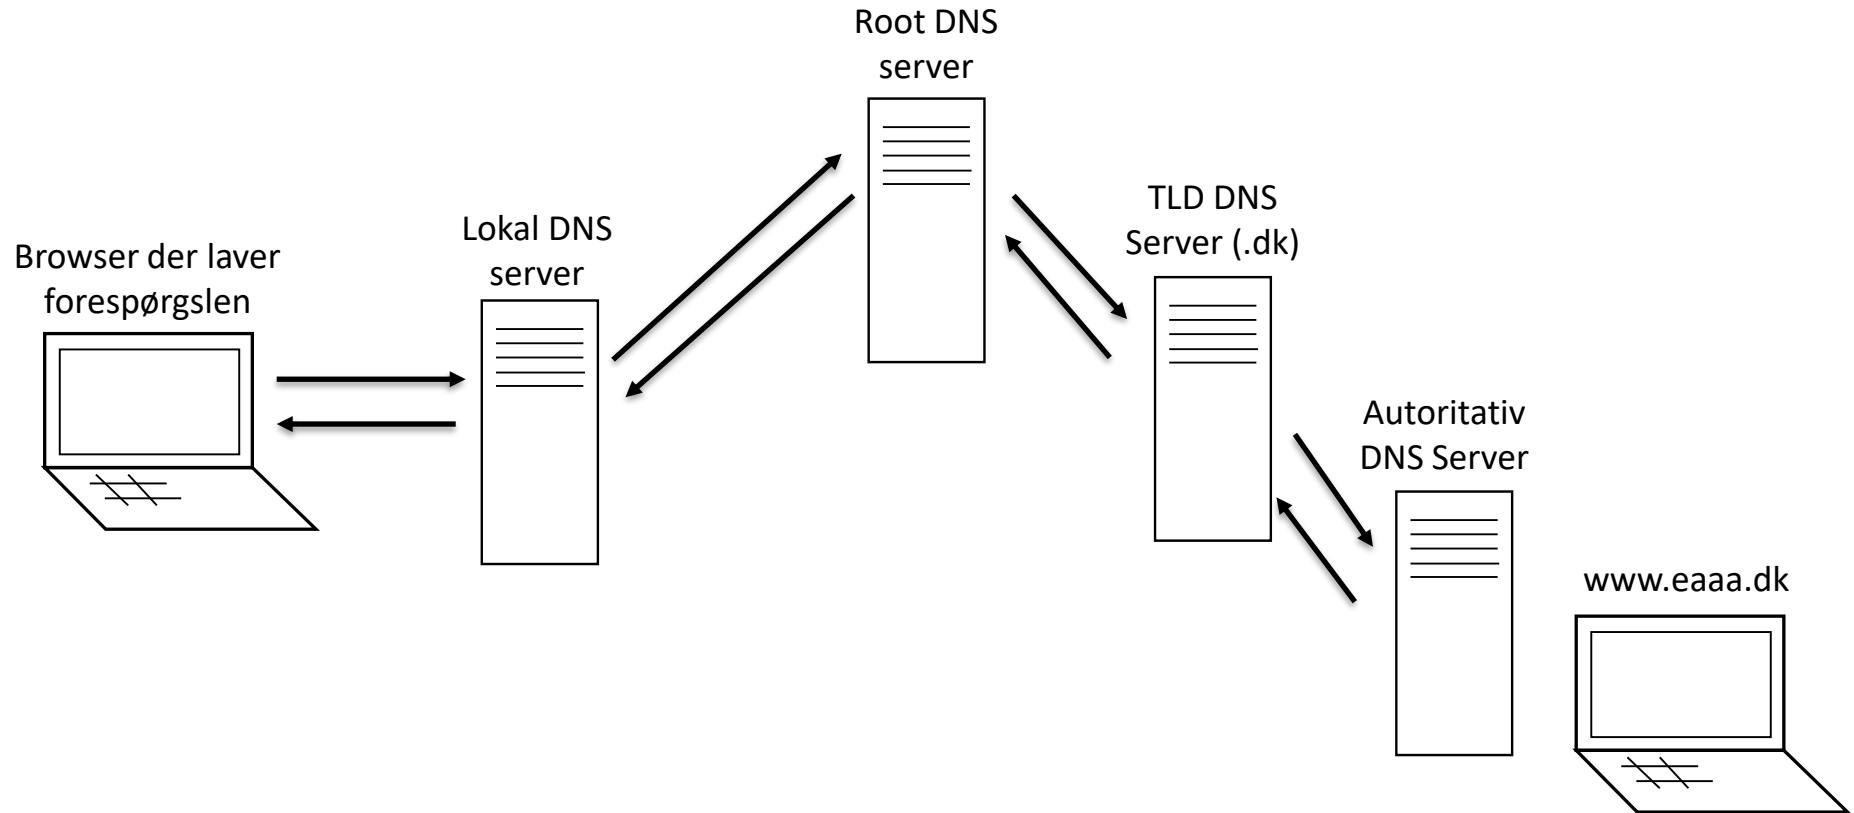 Root DNS
server
TLD DNS
Server (.dk)
Lokal DNS
server
Browser der laver
forespørgslen
Autoritativ
DNS Server
www.eaaa.dk